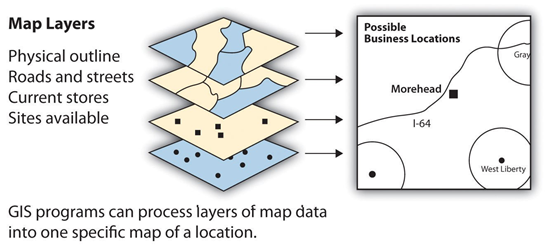 Map Layers
Physical outline
Roads and streets
Current stores
Sites available
Possible
Business Locations
Gray
Morehead
I-64
West Liberty
GIS programs can process layers of map data
into one specific map of a location.